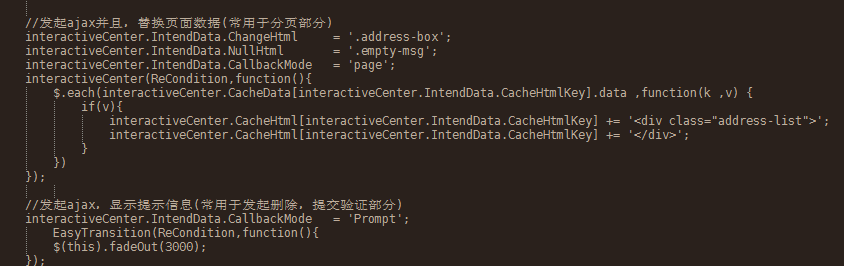 //发起ajax并且，替换页面数据(常用于分页部分)
interactiveCenter.IntendData.ChangeHtml     = '.address-box';
interactiveCenter.IntendData.NullHtml       = '.empty-msg';
interactiveCenter.IntendData.CallbackMode   = 'page';
interactiveCenter(ReCondition,function(){
    $.each(interactiveCenter.CacheData[interactiveCenter.IntendData.CacheHtmlKey].data ,function(k ,v) {
        if(v){
            interactiveCenter.CacheHtml[interactiveCenter.IntendData.CacheHtmlKey] += '<div class="address-list">';
            interactiveCenter.CacheHtml[interactiveCenter.IntendData.CacheHtmlKey] += '</div>';
        }
    })
});
//发起ajax，显示提示信息(常用于发起删除，提交验证部分)
interactiveCenter.IntendData.CallbackMode   = 'Prompt';
    EasyTransition(ReCondition,function(){
    $(this).fadeOut(3000);
});